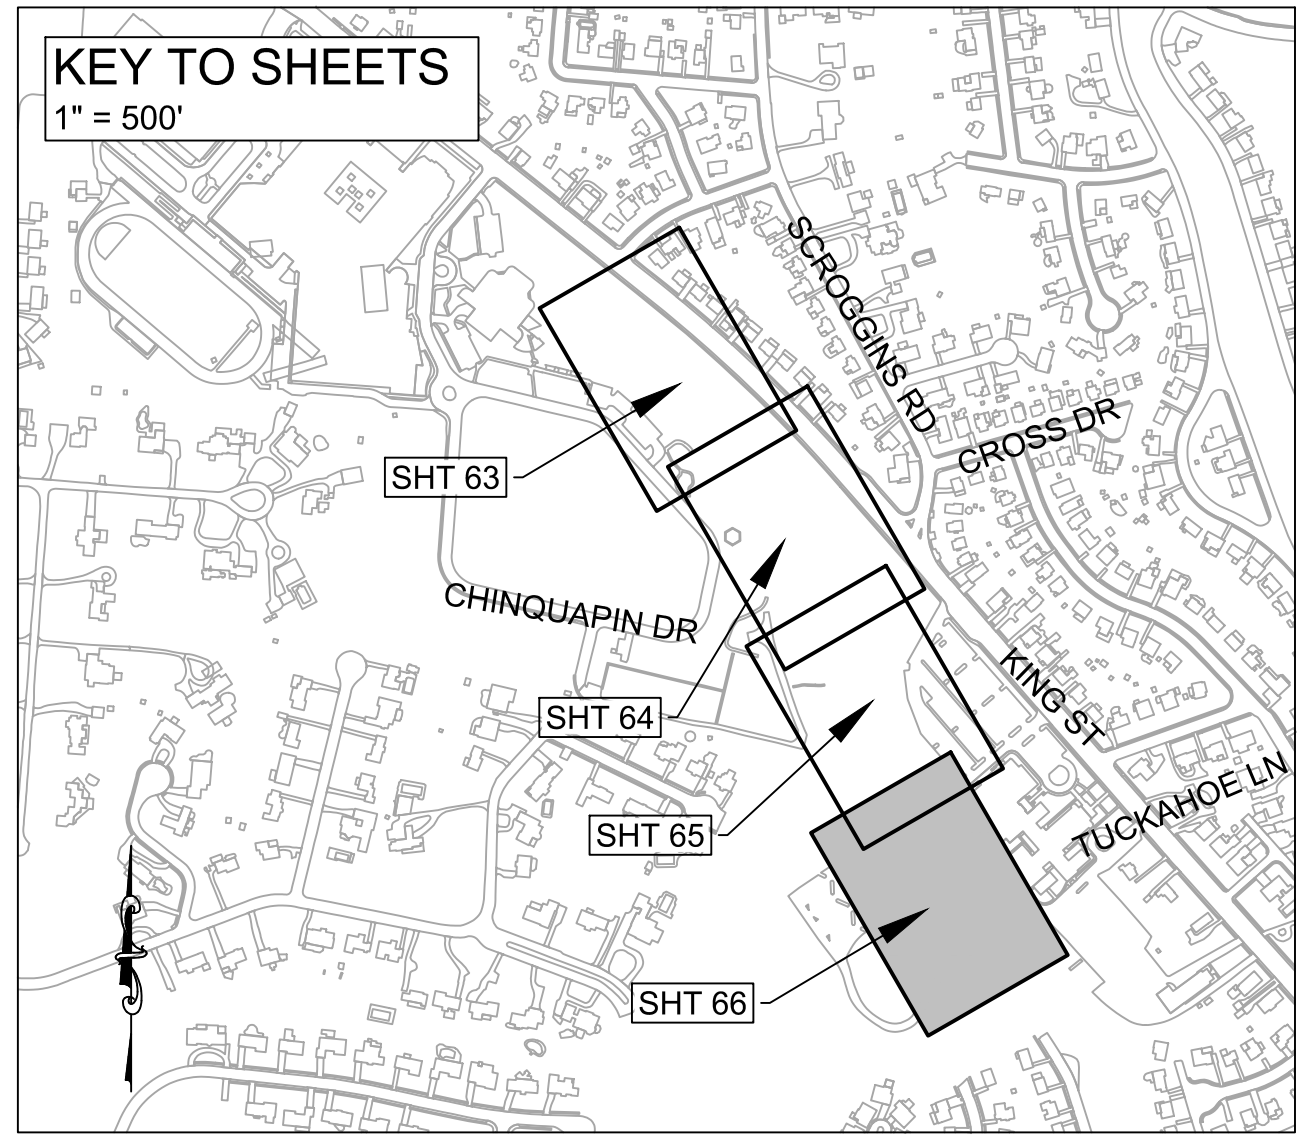 KEY TO SHEETS
1" = 500'
SCROGGINS RD
CROSS DR
SHT 63
CHINQUAPIN DR
KING ST
SHT 64
TUCKAHOE LN
SHT 65
SHT 66